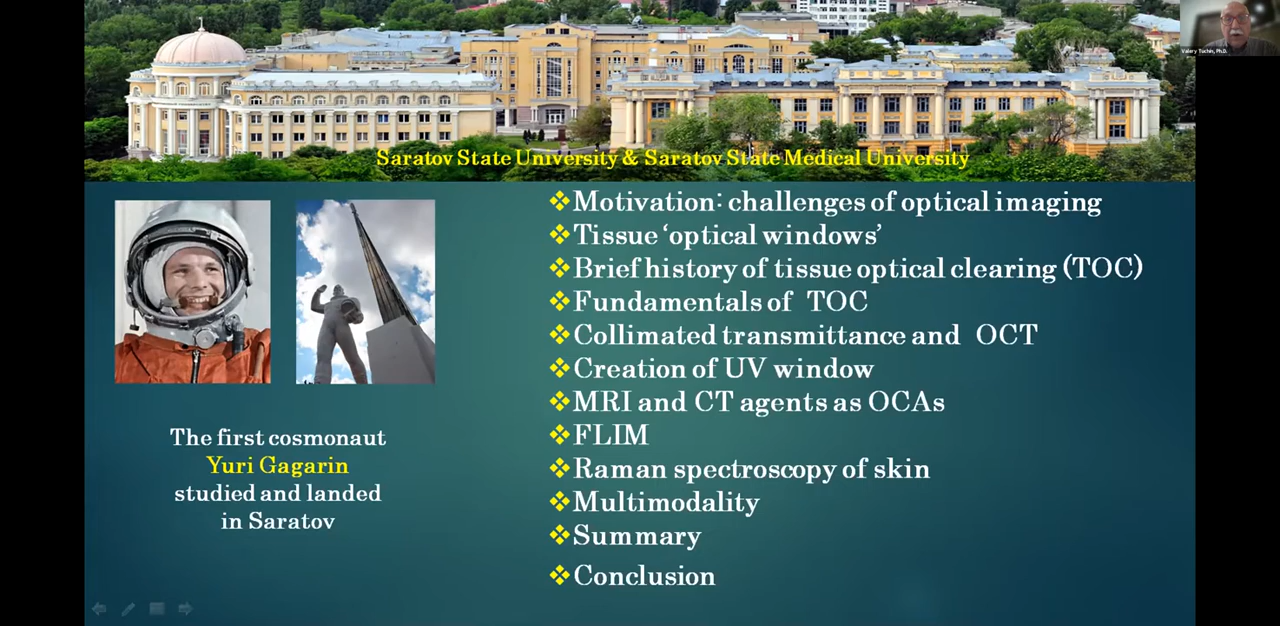 Valery Tuchin, Ph.D.
Saratov State University & Saratov State Medical University
The first cosmonaut
Yuri Gagarin
studied and landed
in Saratov
Motivation: challenges of optical imaging
Tissue ‘optical windows’
Brief history of tissue optical clearing (TOC)
Fundamentals of TOC
Collimated transmittance and OCT
Creation of UV window
MRI and CT agents as OCAs
FLIM
Raman spectroscopy of skin
Multimodality
Summary
Conclusion